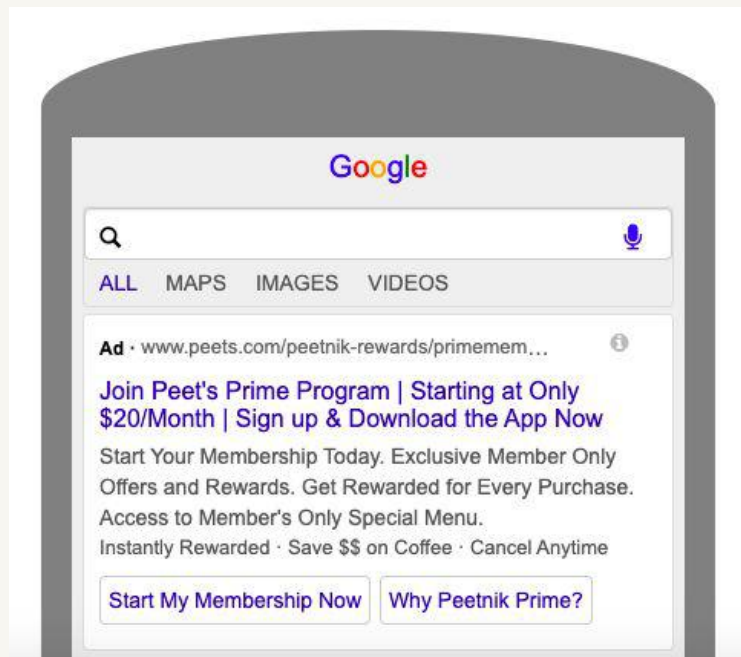 Google
ALL MAPS IMAGES VIDEOS
Ad · www.peets.com/peetnik-rewards/primemem...
Join Peet's Prime Program | Starting at Only
$20/Month | Sign up & Download the App Now
Start Your Membership Today. Exclusive Member Only
Offers and Rewards. Get Rewarded for Every Purchase.
Access to Member's Only Special Menu.
Instantly Rewarded · Save $$ on Coffee · Cancel Anytime
Start My Membership Now Why Peetnik Prime?